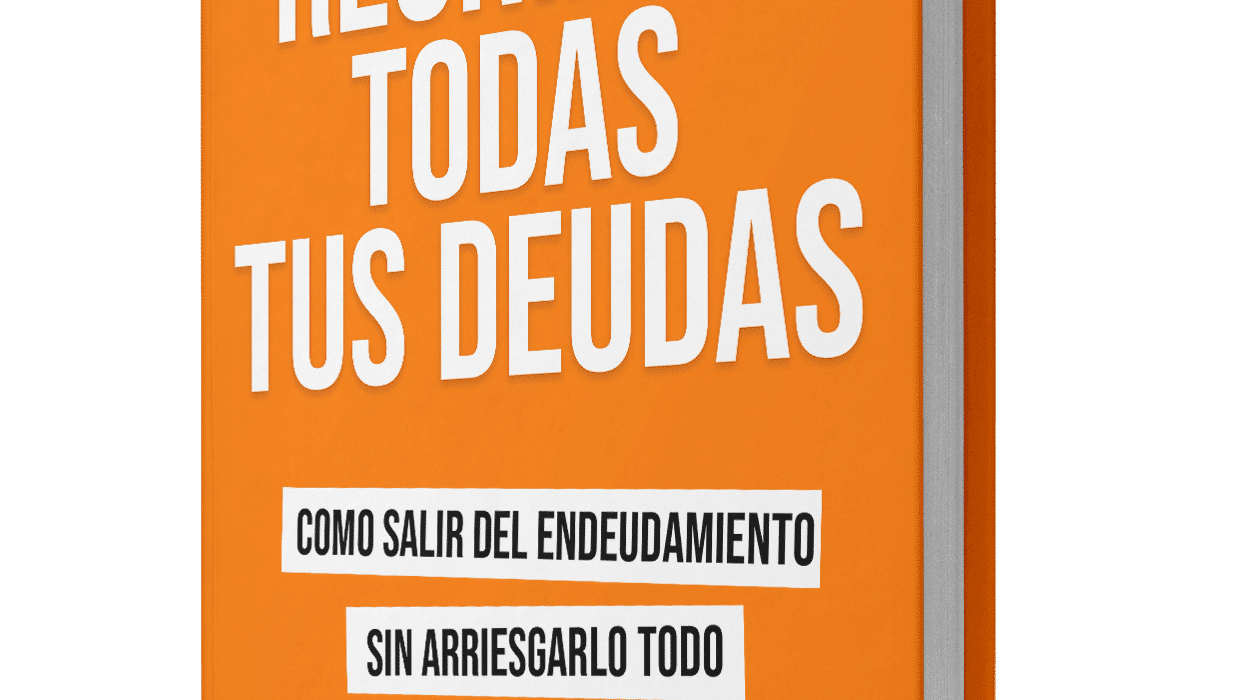 TODAS
TUS DEUDAS
COMO SALIR DEL ENDEUDAMIENTO
SIN ARRIESGARLO TODO